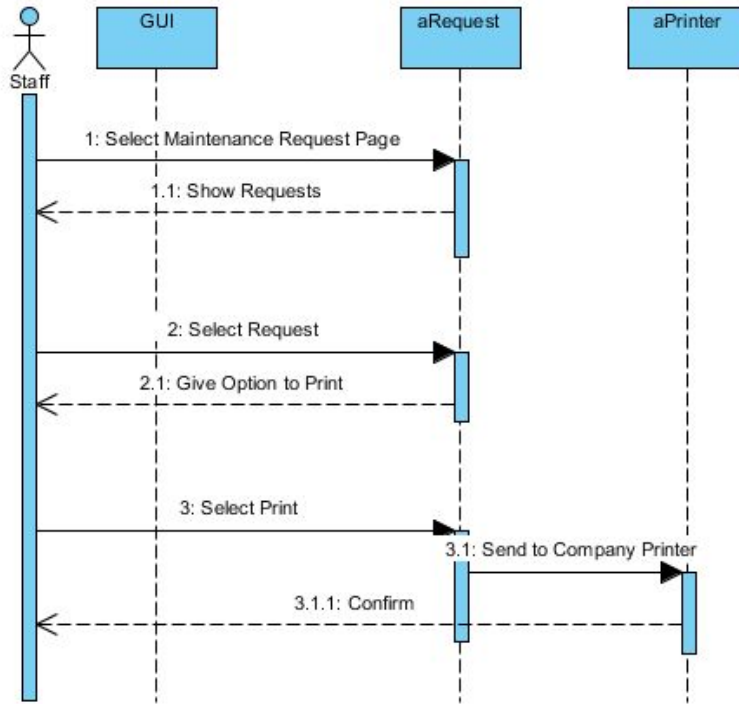 GUI
aRequest
aPrinter
Staff
1: Select Maintenance Request Page
1.1: Show Requests
2: Select Request
2.1: Give Option to Print
3: Select Print
3.1: Send to Company Printer
3.1.1: Confirm